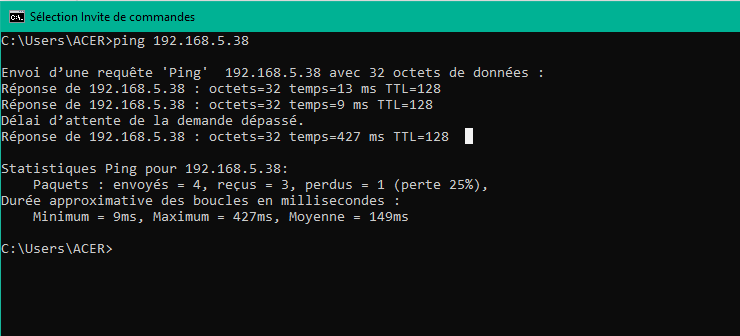 Sélection Invite de commandes
C:\Users\ACER>ping 192.168.5.38
Envoi d’une requête 'Ping'  192.168.5.38 avec 32 octets de données :
Réponse de 192.168.5.38 : octets=32 temps=13 ms TTL=128
Réponse de 192.168.5.38 : octets=32 temps=9 ms TTL=128
Délai d’attente de la demande dépassé.
Réponse de 192.168.5.38 : octets=32 temps=427 ms TTL=128
Statistiques Ping pour 192.168.5.38:
    Paquets : envoyés = 4, reçus = 3, perdus = 1 (perte 25%),
Durée approximative des boucles en millisecondes :
    Minimum = 9ms, Maximum = 427ms, Moyenne = 149ms
C:\Users\ACER>